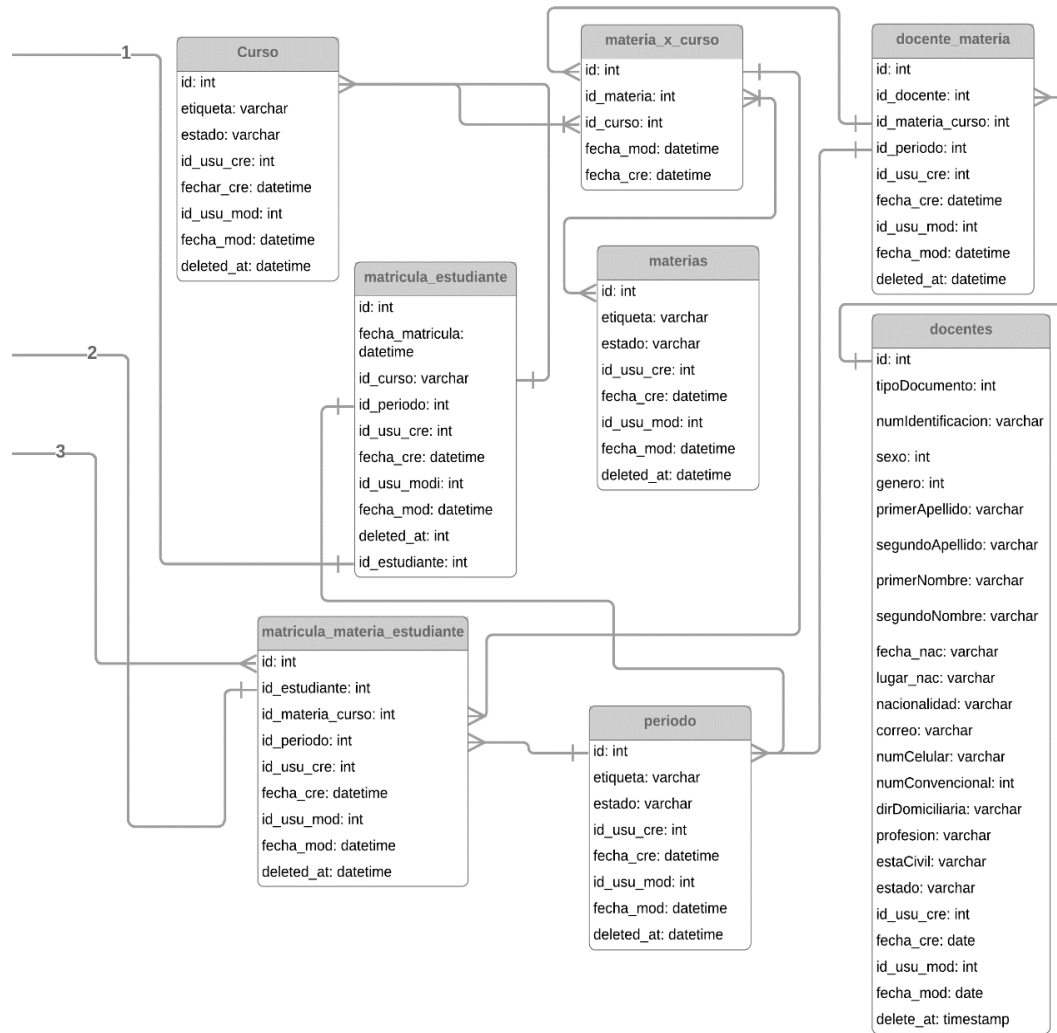 1
2
3
Curso
id: int
etiqueta: varchar
estado: varchar
id_usu_cre: int
fechar_cre: datetime
id_usu_mod: int
fecha_mod: datetime
deleted_at: datetime
materia_x_curso
id: int
id_materia: int
id_curso: int
fecha_mod: datetime
fecha_cre: datetime
docente_materia
id: int
id_docente: int
id_materia_curso: int
id_periodo: int
id_usu_cre: int
fecha_cre: datetime
id_usu_mod: int
fecha_mod: datetime
deleted_at: datetime
matricula_estudiante
id: int
fecha_matricula:
datetime
id_curso: varchar
id_periodo: int
id_usu_cre: int
fecha_cre: datetime
id_usu_modi: int
fecha_mod: datetime
deleted_at: int
id_estudiante: int
materias
id: int
etiqueta: varchar
estado: varchar
id_usu_cre: int
fecha_cre: datetime
id_usu_mod: int
fecha_mod: datetime
deleted_at: datetime
docentes
id: int
tipoDocumento: int
numIdentificacion: varchar
sexo: int
genero: int
primerApellido: varchar
segundoApellido: varchar
primerNombre: varchar
segundoNombre: varchar
fecha_nac: varchar
lugar_nac: varchar
nacionalidad: varchar
correo: varchar
numCelular: varchar
numConvencional: int
dirDomiciliaria: varchar
profesion: varchar
estaCivil: varchar
estado: varchar
id_usu_cre: int
fecha_cre: date
id_usu_mod: int
fecha_mod: date
delete_at: timestamp
matricula_materia_estudiante
id: int
id_estudiante: int
id_materia_curso: int
id_periodo: int
id_usu_cre: int
fecha_cre: datetime
id_usu_mod: int
fecha_mod: datetime
deleted_at: datetime
periodo
id: int
etiqueta: varchar
estado: varchar
id_usu_cre: int
fecha_cre: datetime
id_usu_mod: int
fecha_mod: datetime
deleted_at: datetime